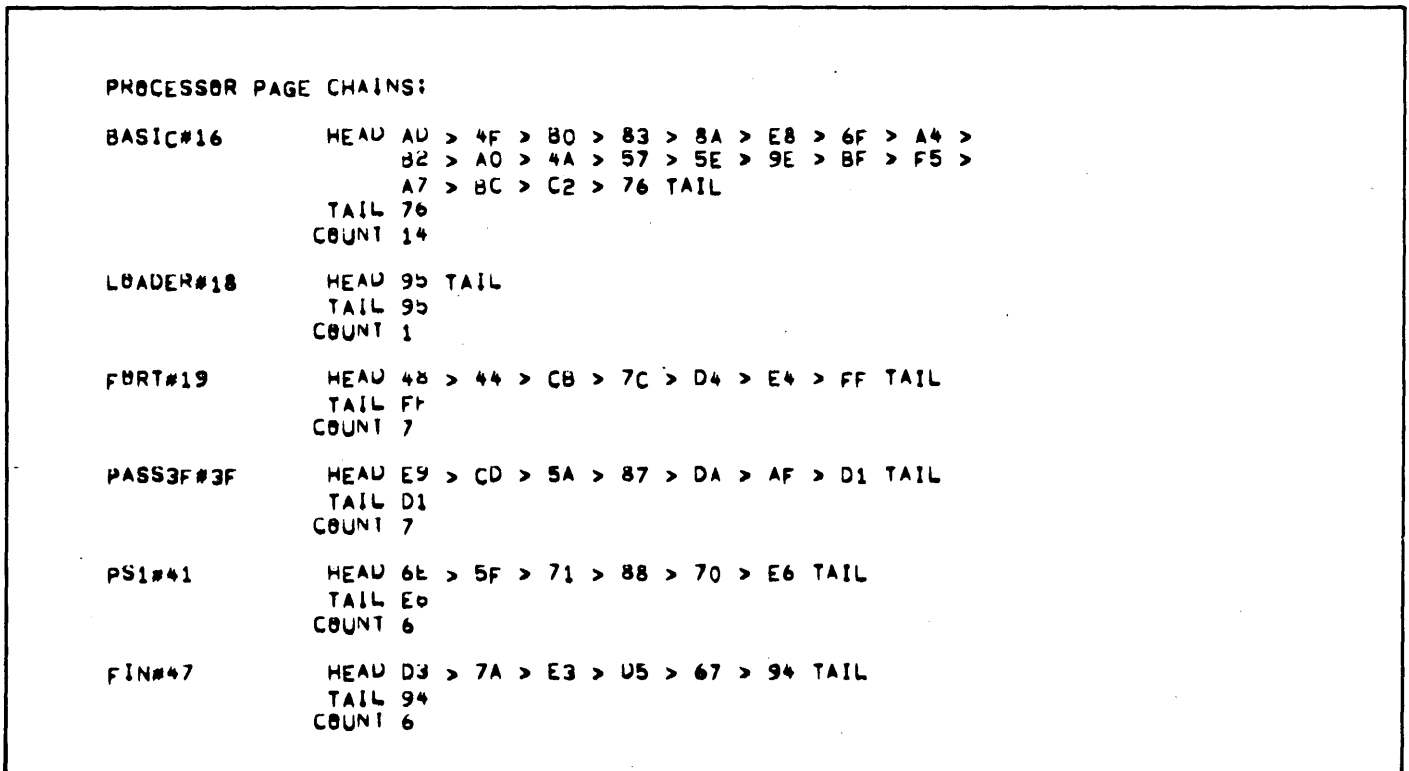 PROCESSOR PAGE CHAINS:
BASIC#16 HEAD AD > 4F > B0 > 83 > 8A > E8 > 6F > A4 >
B2 > A0 > 4A > 57 > 5E > 9E > BF > F5 >
A7 > BC > C2 > 76 TAIL
TAIL 76
COUNT 14
LOADER#18 HEAD 95 TAIL
TAIL 95
COUNT 1
FORT#19 HEAD 48 > 44 > CB > 7C > D4 > E4 > FF TAIL
TAIL FF
COUNT 7
PASS3F#3F HEAD E9 > CD > 5A > 87 > DA > AF > D1 TAIL
TAIL D1
COUNT 7
PS1#41 HEAD 6E > 5F > 71 > 88 > 70 > E6 TAIL
TAIL E6
COUNT 6
FIN#47 HEAD D3 > 7A > E3 > D5 > 67 > 94 TAIL
TAIL 94
COUNT 6